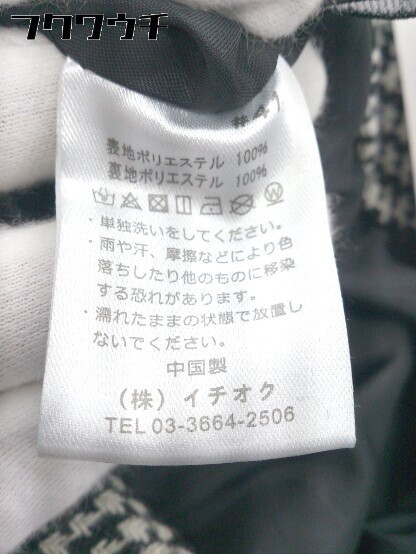 フクワウチ
表地ポリエステル 100%
裏地ポリエステル 100%
・単独洗いをしてください。
・雨や汗、摩擦などにより色
落ちしたり他のものに移染
する恐れがあります。
・濡れたままの状態で放置し
ないでください。
中国製
(株) イチオク
TEL 03-3664-2506